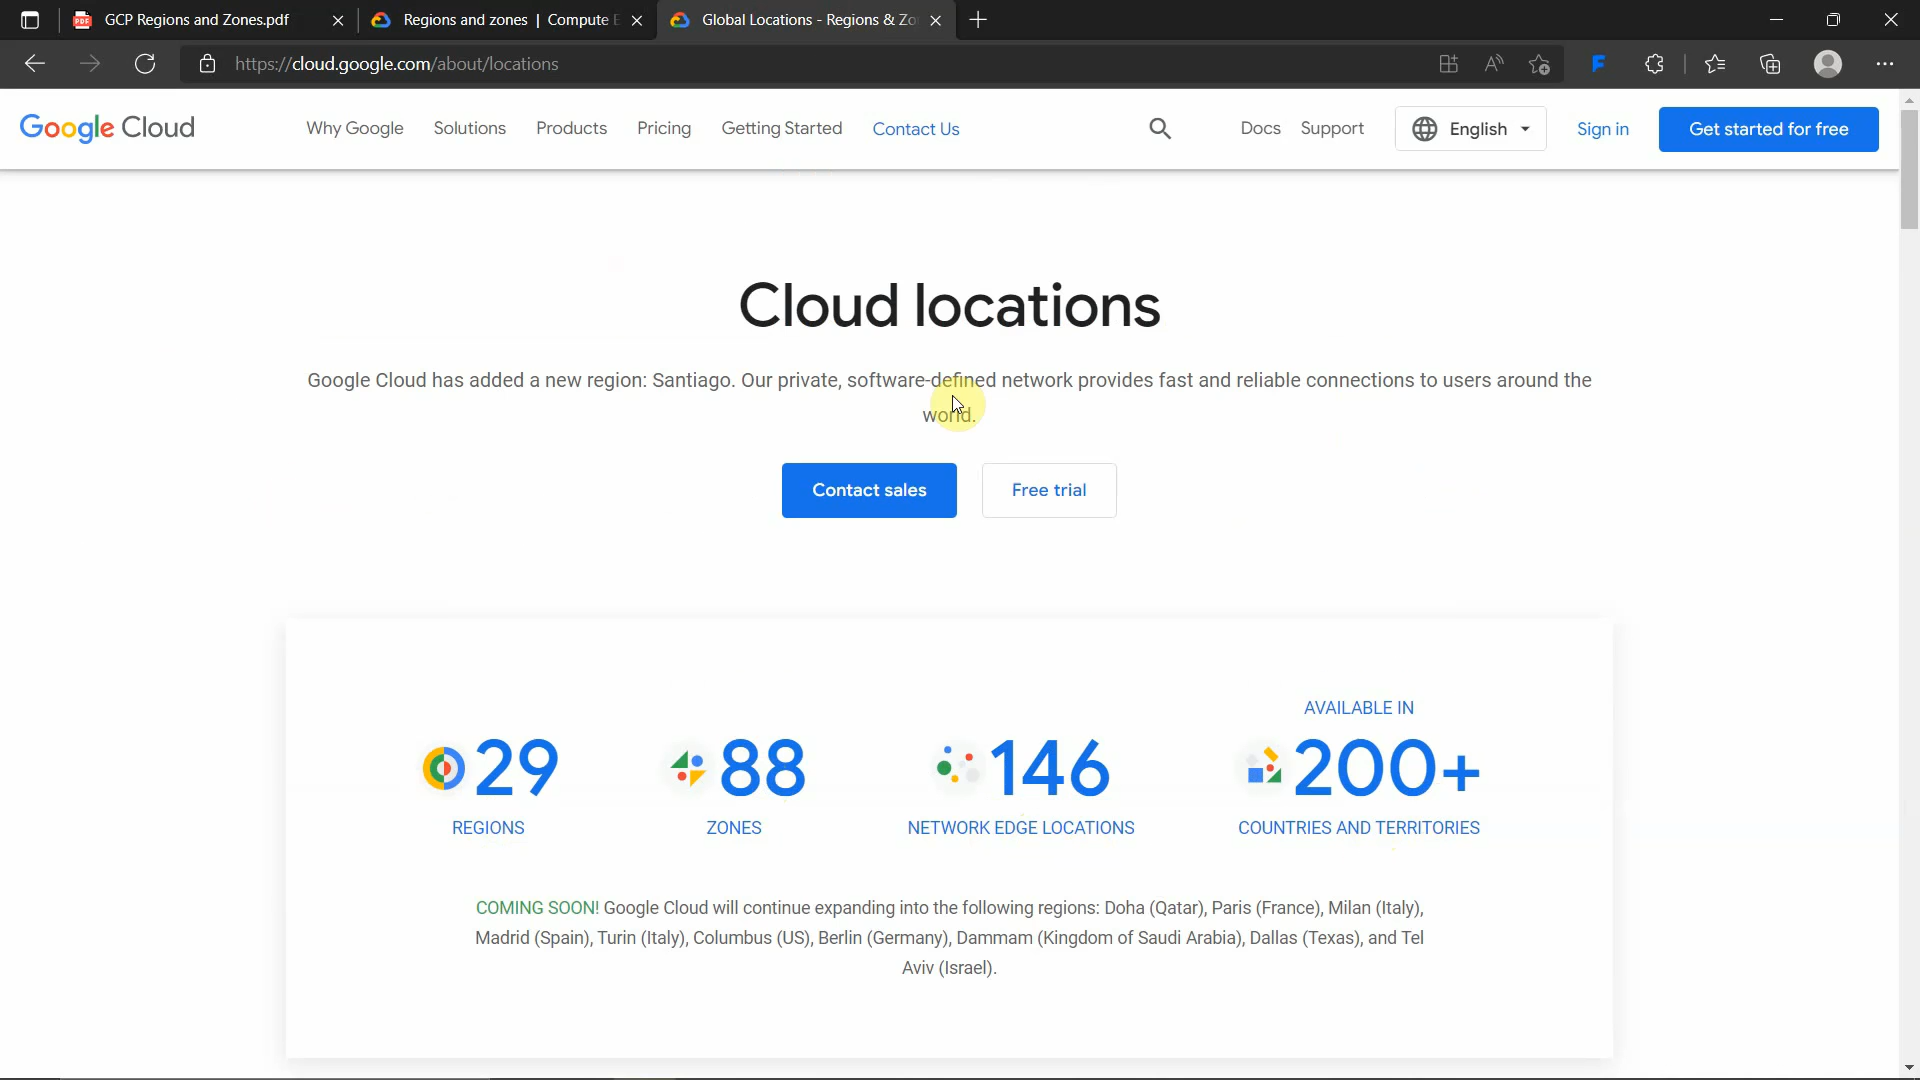 GCP Regions and Zones.pdf
Regions and zones | Compute E
Global Locations - Regions & Zo
https://cloud.google.com/about/locations
Google Cloud
Why Google
Solutions
Products
Pricing
Getting Started
Contact Us
Docs
Support
English
Sign in
Get started for free
Cloud locations
Google Cloud has added a new region: Santiago. Our private, software-defined network provides fast and reliable connections to users around the
world.
Contact sales
Free trial
29
REGIONS
88
ZONES
146
NETWORK EDGE LOCATIONS
AVAILABLE IN
200+
COUNTRIES AND TERRITORIES
COMING SOON! Google Cloud will continue expanding into the following regions: Doha (Qatar), Paris (France), Milan (Italy),
Madrid (Spain), Turin (Italy), Columbus (US), Berlin (Germany), Dammam (Kingdom of Saudi Arabia), Dallas (Texas), and Tel
Aviv (Israel).